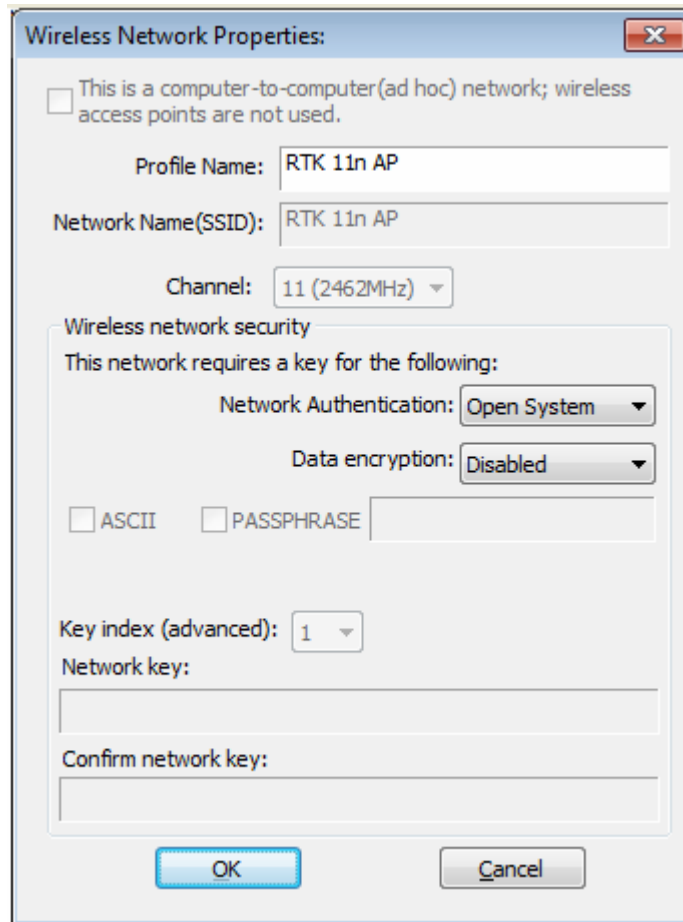 Wireless Network Properties:
This is a computer-to-computer(ad hoc) network; wireless
access points are not used.
Profile Name: RTK 11n AP
Network Name(SSID): RTK 11n AP
Channel: 11 (2462MHz)
Wireless network security
This network requires a key for the following:
Network Authentication: Open System
Data encryption: Disabled
ASCII PASSPHRASE
Key index (advanced): 1
Network key:
Confirm network key:
OK Cancel